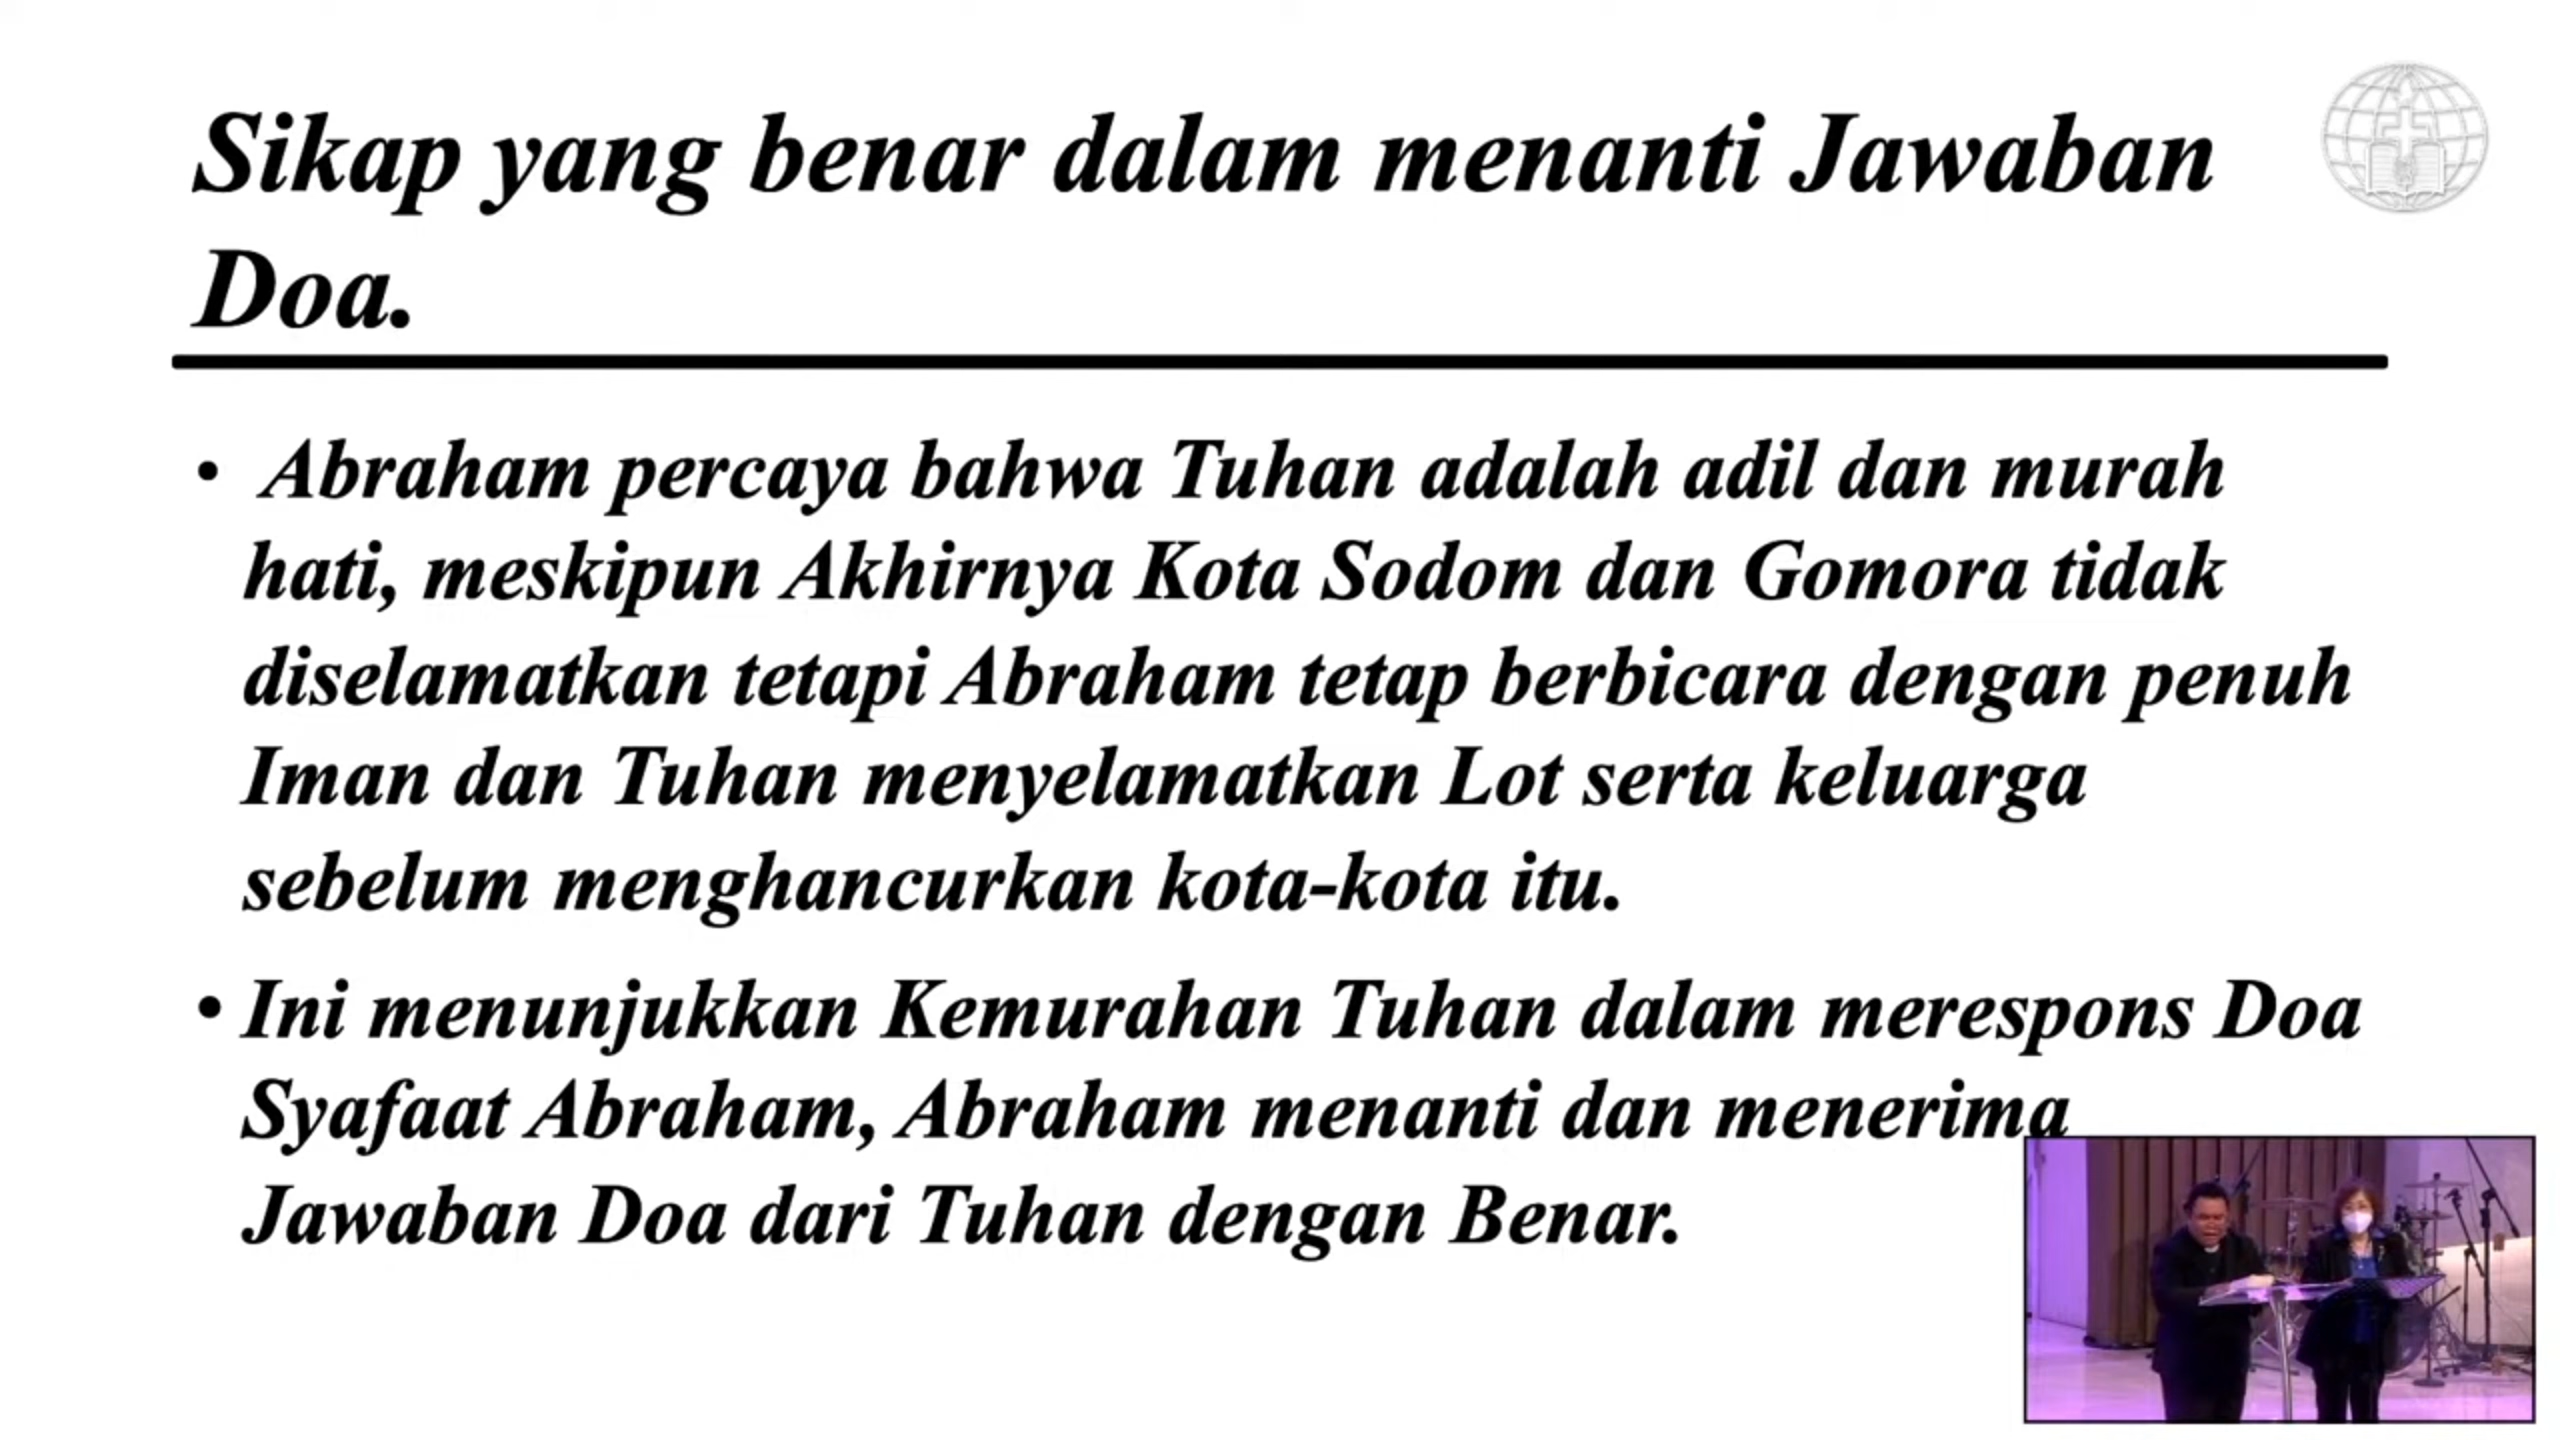 Sikap yang benar dalam menanti Jawaban
Doa.
• Abraham percaya bahwa Tuhan adalah adil dan murah
hati, meskipun Akhirnya Kota Sodom dan Gomora tidak
diselamatkan tetapi Abraham tetap berbicara dengan penuh
Iman dan Tuhan menyelamatkan Lot serta keluarga
sebelum menghancurkan kota-kota itu.
• Ini menunjukkan Kemurahan Tuhan dalam merespons Doa
Syafaat Abraham, Abraham menanti dan menerima
Jawaban Doa dari Tuhan dengan Benar.